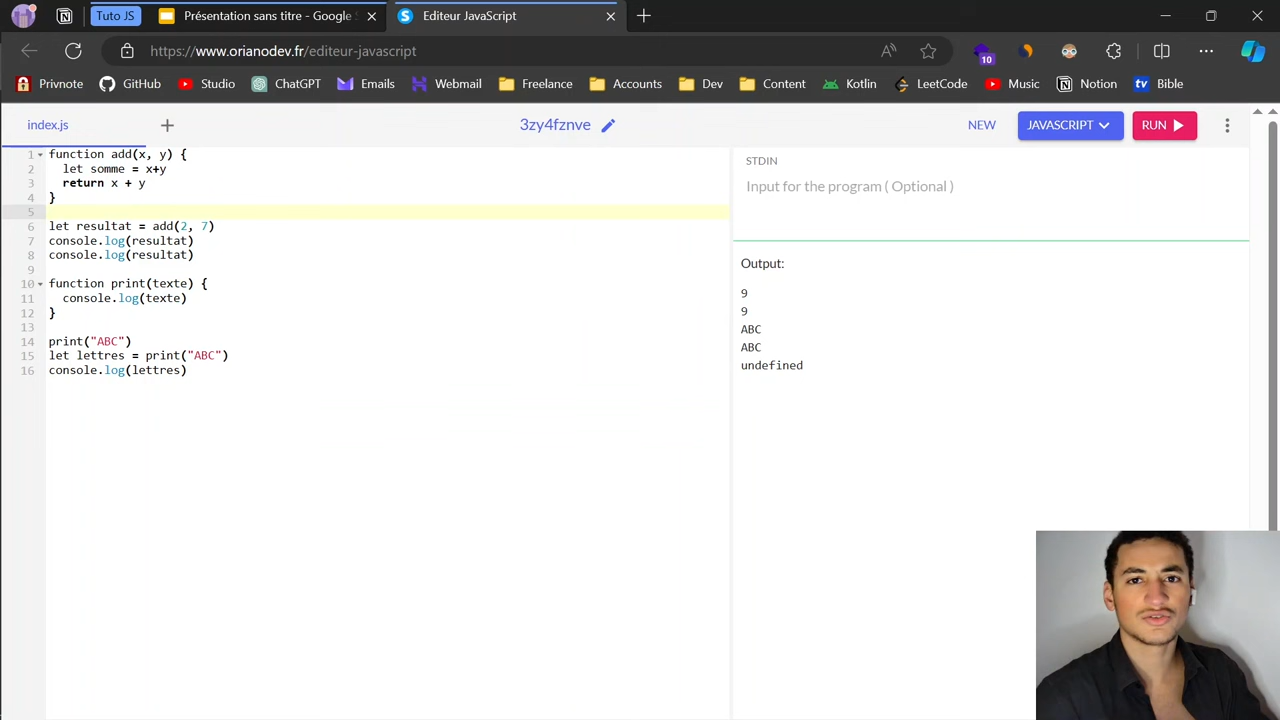 Tuto JS
Présentation sans titre - Google S
Editeur JavaScript
https://www.orianodev.fr/editeur-javascript
10
Privnote
GitHub
Studio
ChatGPT
Emails
Webmail
Freelance
Accounts
Dev
Content
Kotlin
LeetCode
Music
Notion
tv Bible
index.js
3zy4fznve
NEW
JAVASCRIPT
RUN
1 function add(x, y) {
2 let somme = x+y
3 return x + y
4 }
5
6 let resultat = add(2, 7)
7 console.log(resultat)
8 console.log(resultat)
9
10 function print(texte) {
11 console.log(texte)
12 }
13
14 print("ABC")
15 let lettres = print("ABC")
16 console.log(lettres)
STDIN
Input for the program ( Optional )
Output:
9
9
ABC
ABC
undefined